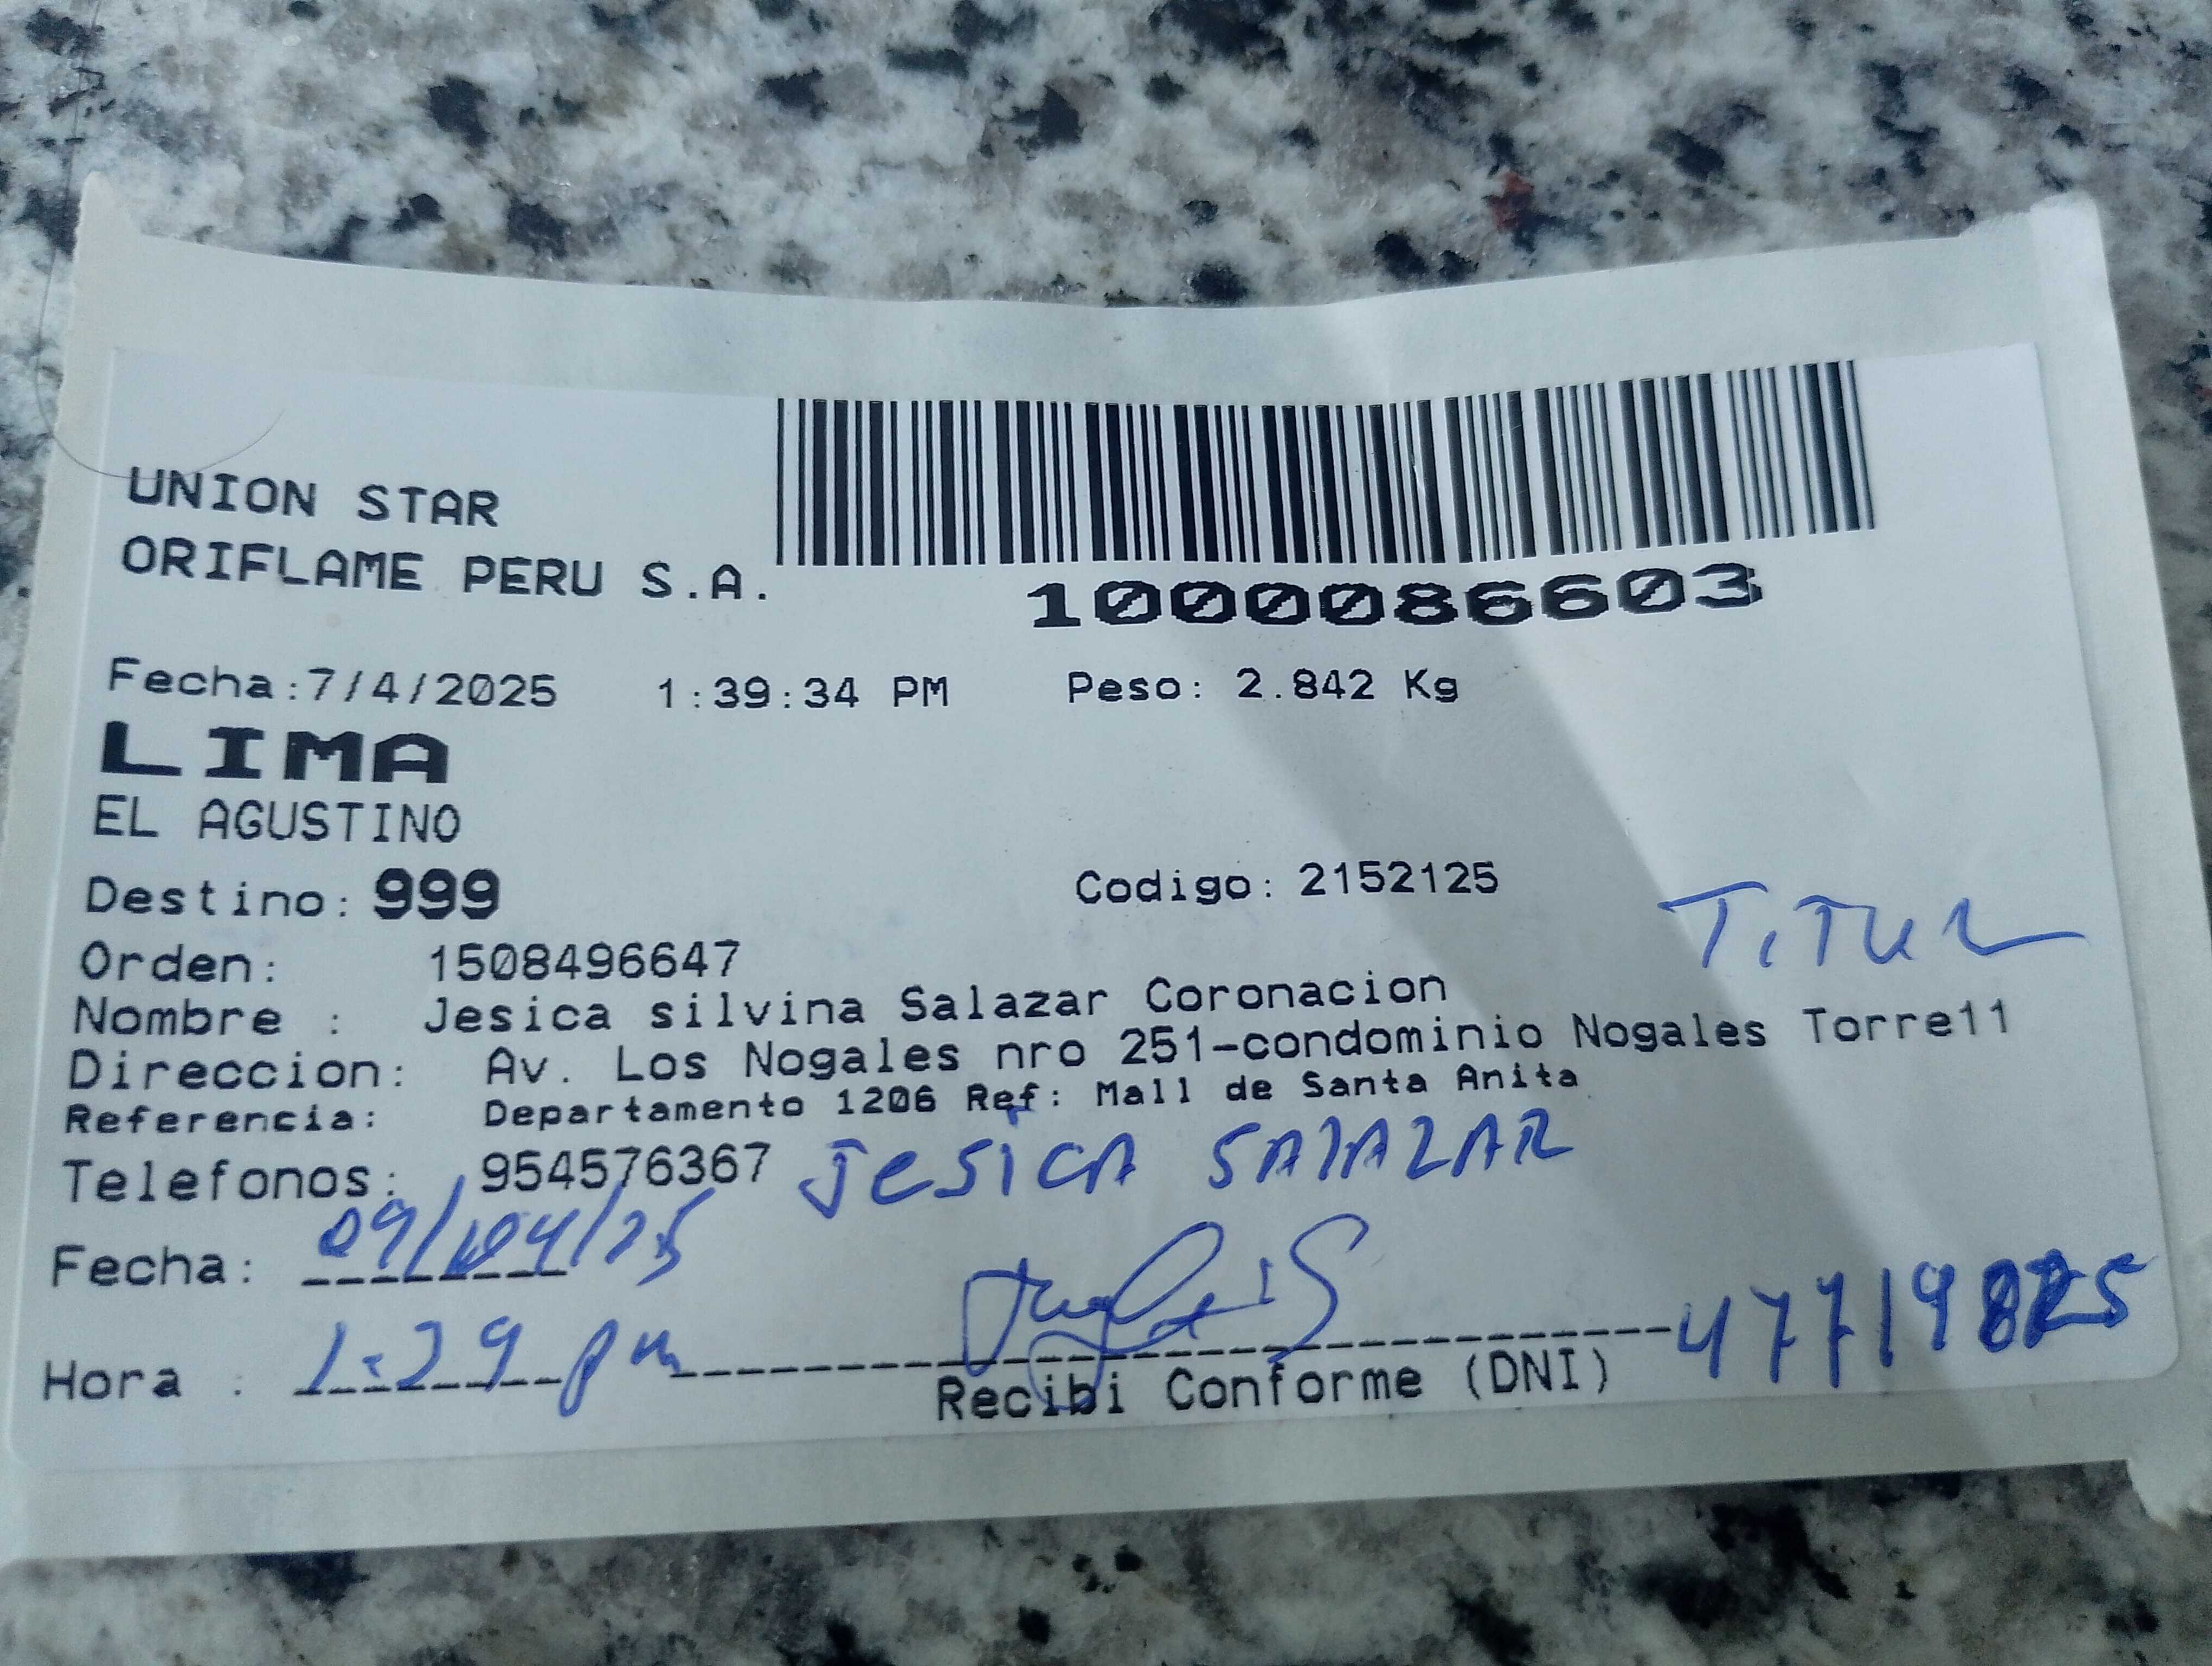 UNION STAR
ORIFLAME PERU S.A.
1000086603
Fecha:7/4/2025 1:39:34 PM Peso: 2.842 Kg
LIMA
EL AGUSTINO
Destino: 999 Codigo: 2152125
Orden: 1508496647
Nombre : Jesica silvina Salazar Coronacion
Direccion: Av. Los Nogales nro 251-condominio Nogales Torre11
Referencia: Departamento 1206 Ref: Mall de Santa Anita
Telefonos: 954576367 Jesica SALAZAR
Fecha: 09/04/25
Hora : 1:29 pm
Recibi Conforme (DNI)